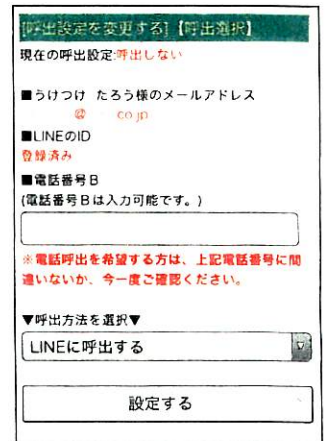 [呼出設定を変更する]【呼出選択】
現在の呼出設定:呼出しない
■うけつけ たろう様のメールアドレス
@ co.jp
■LINEのID
登録済み
■電話番号B
(電話番号Bは入力可能です。)
※電話呼出を希望する方は、上記電話番号に間
違いないか、今一度ご確認ください。
▼呼出方法を選択▼
LINEに呼出する
設定する